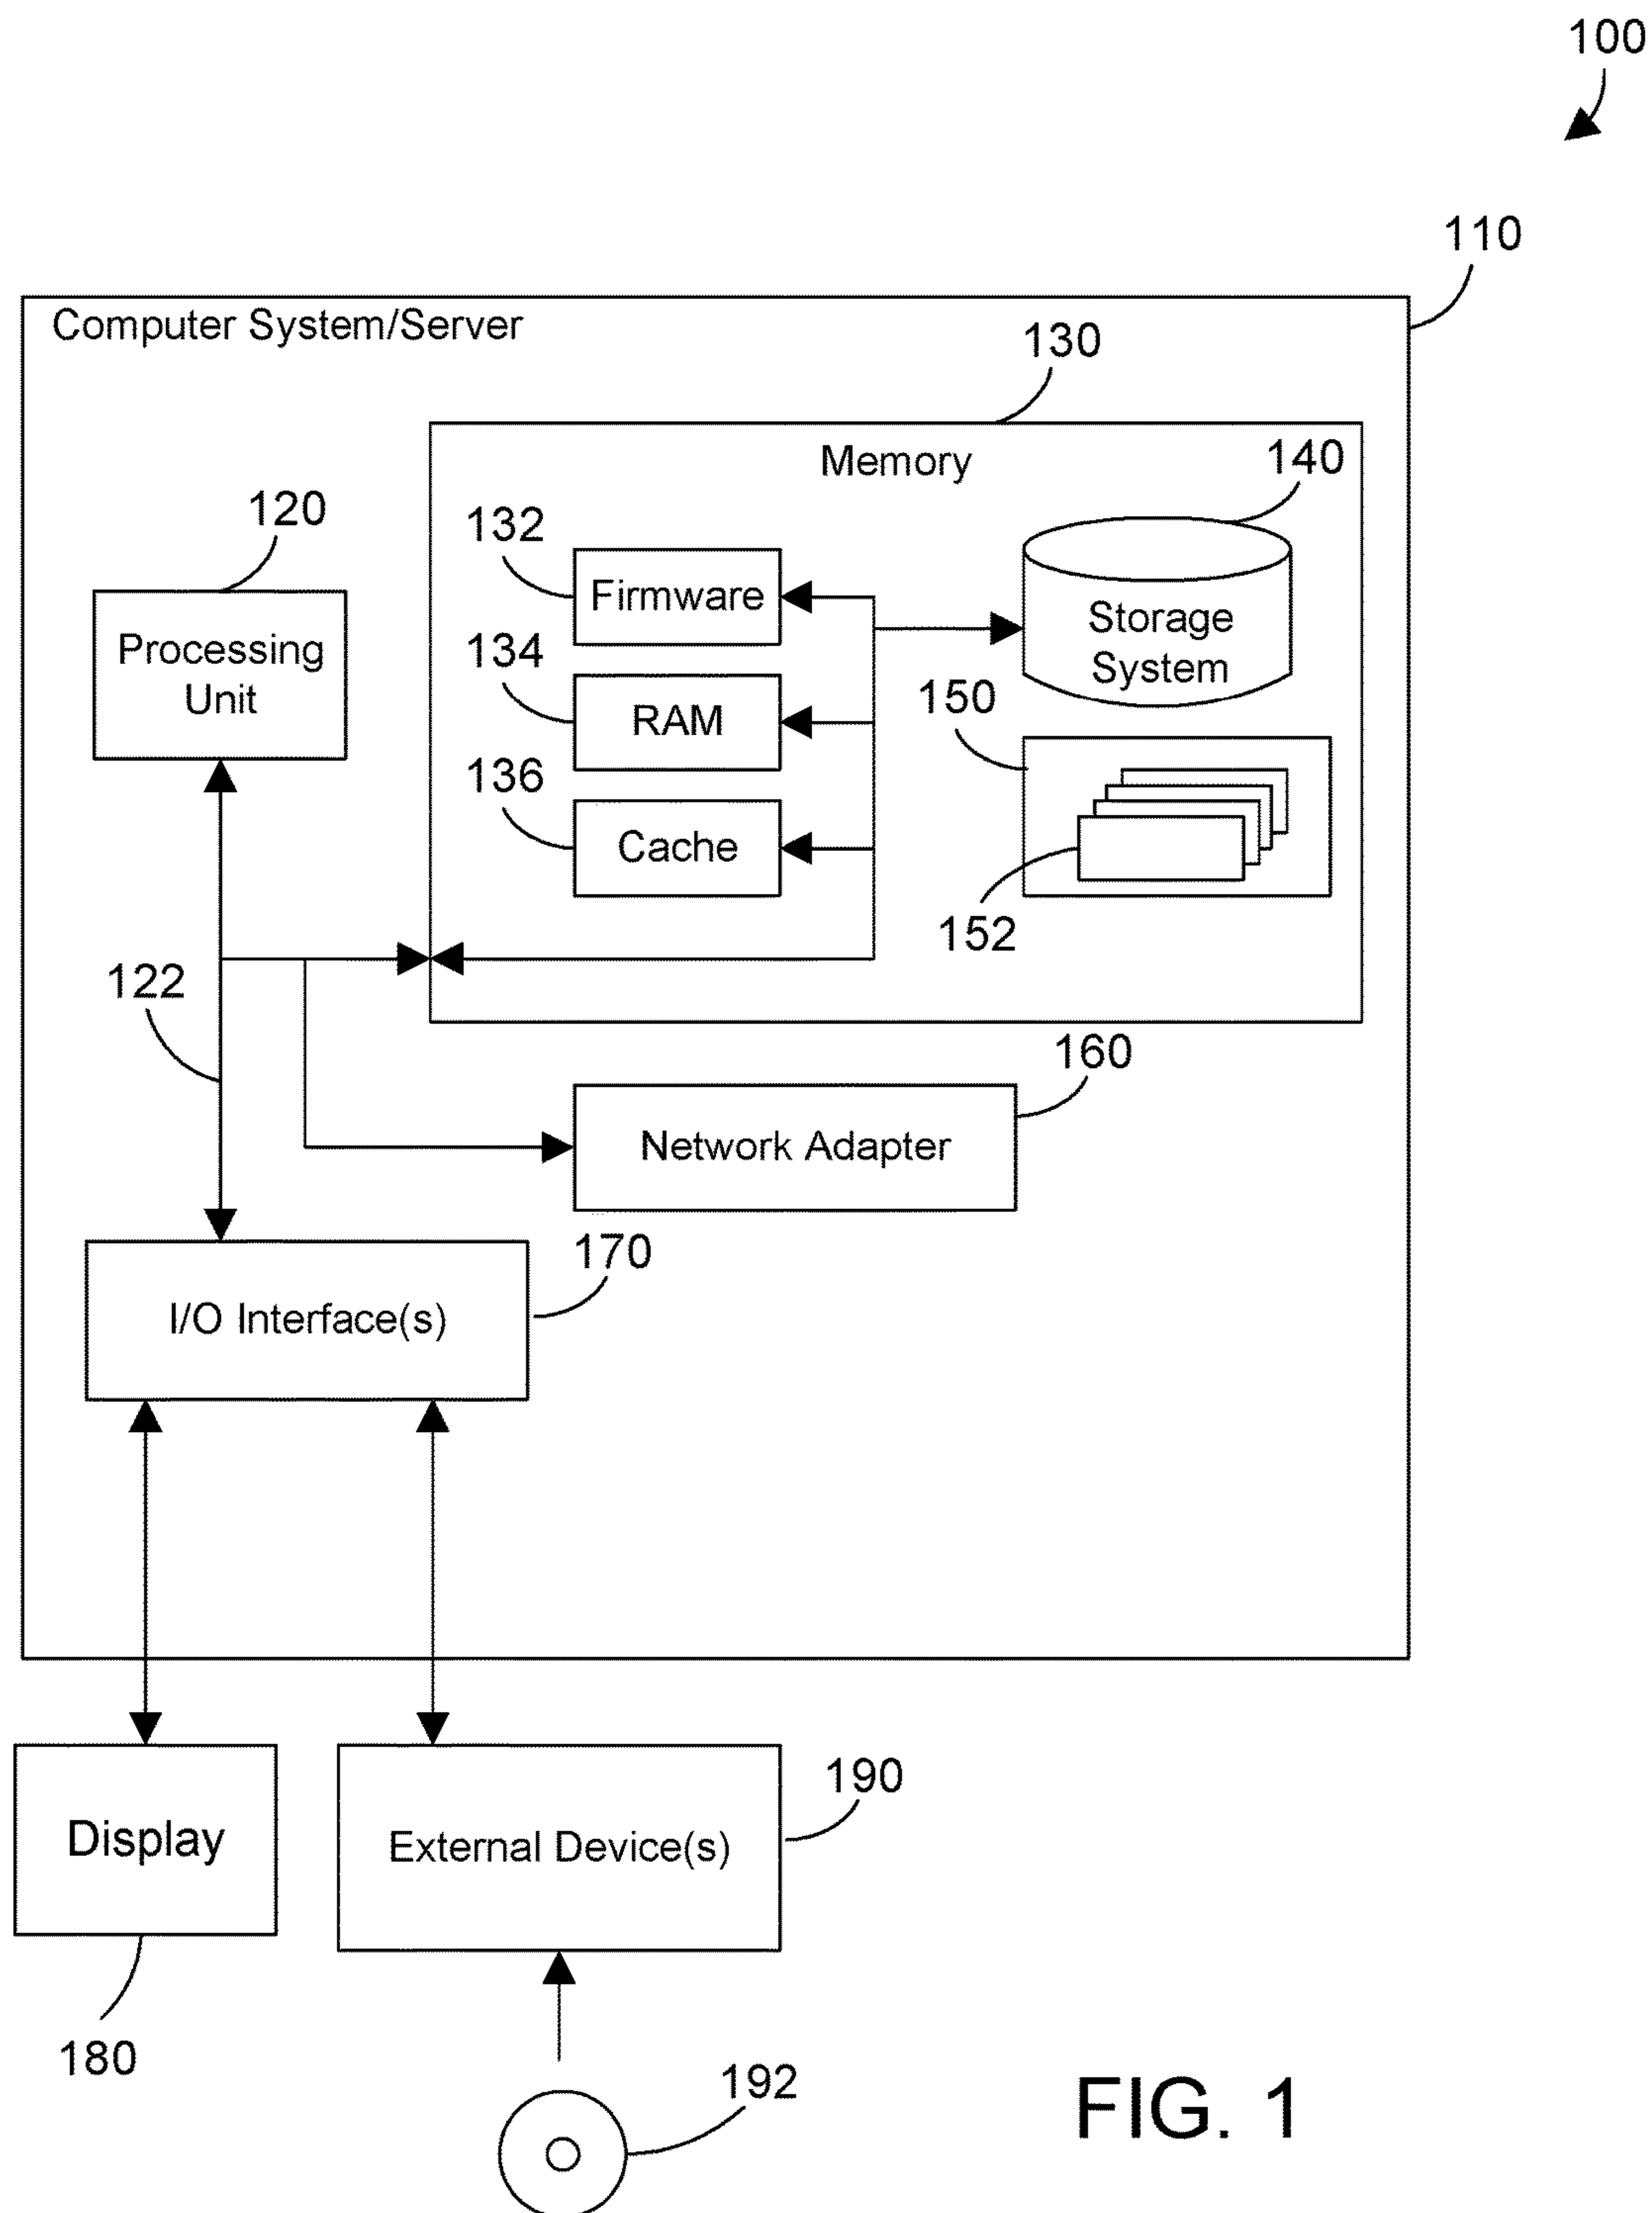 100
110
Computer System/Server
130
Memory
140
120
132
Firmware
Storage
System
Processing
Unit
134
RAM
150
136
Cache
152
122
160
Network Adapter
170
I/O Interface(s)
190
Display
External Device(s)
180
192
FIG. 1